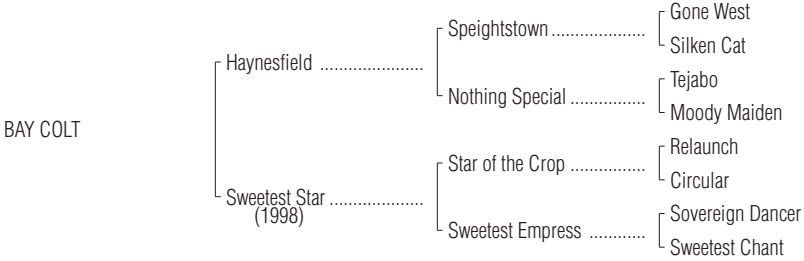 Gone West
Speightstown ....................
Silken Cat
Haynesfield ......................
Tejabo
Nothing Special ................
Moody Maiden
BAY COLT
Relaunch
Star of the Crop ................
Circular
Sweetest Star ....................
(1998)
Sovereign Dancer
Sweetest Empress ............
Sweetest Chant